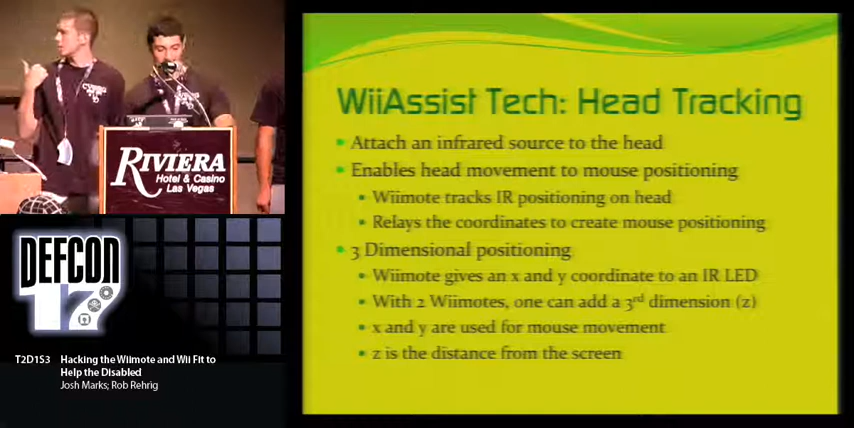 WiiAssist Tech: Head Tracking
Attach an infrared source to the head
Enables head movement to mouse positioning
Wiimote tracks IR positioning on head
Relays the coordinates to create mouse positioning
3 Dimensional positioning
Wiimote gives an x and y coordinate to an IR LED
With 2 Wiimotes, one can add a 3rd dimension (z)
x and y are used for mouse movement
z is the distance from the screen
RIVIERA
Hotel & Casino
Las Vegas
DEFCON
17
T2D1S3 Hacking the Wiimote and Wii Fit to
Help the Disabled
Josh Marks; Rob Rehrig